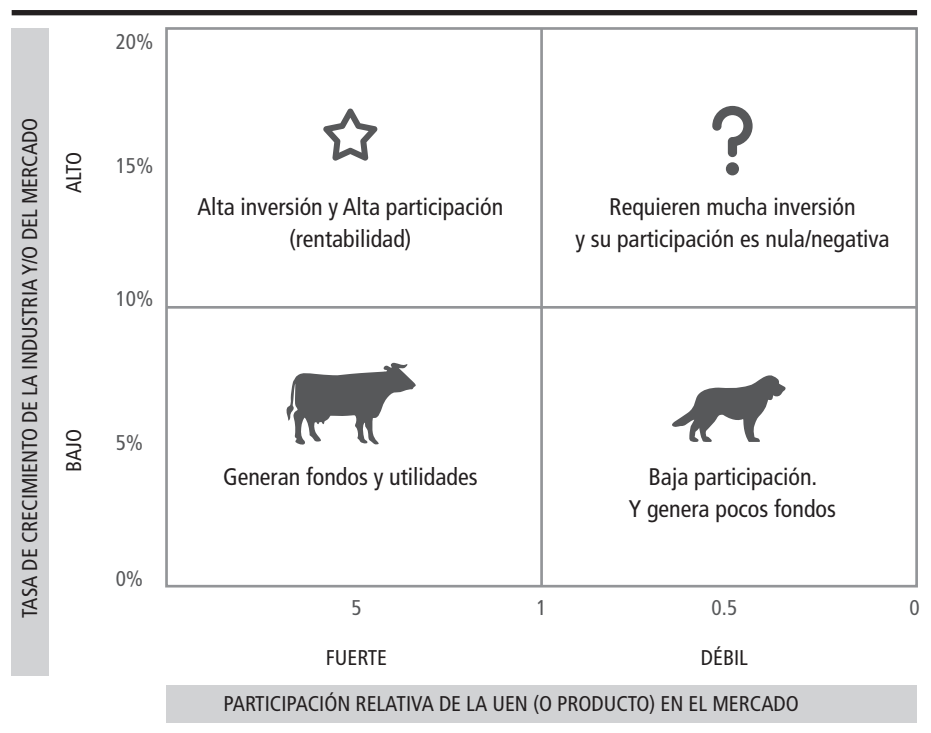 TASA DE CRECIMIENTO DE LA INDUSTRIA Y/O DEL MERCADO
ALTO
BAJO
20%
15%
10%
5%
0%
Alta inversión y Alta participación
(rentabilidad)
?
Requieren mucha inversión
y su participación es nula/negativa
Generan fondos y utilidades
Baja participación.
Y genera pocos fondos
5
1
0.5
0
FUERTE
DÉBIL
PARTICIPACIÓN RELATIVA DE LA UEN (O PRODUCTO) EN EL MERCADO